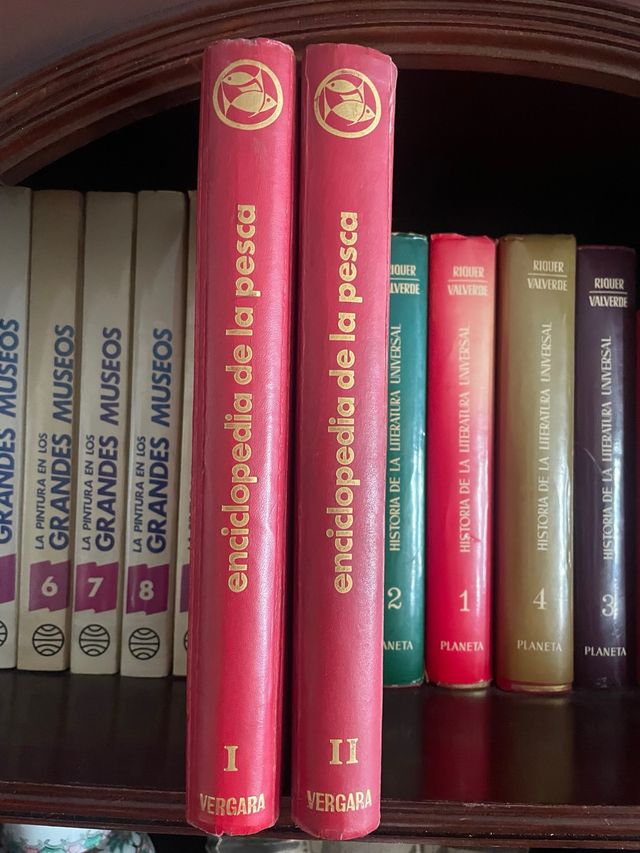 GRANDES MUSEOS
LA PINTURA EN LOS
GRANDES MUSEOS
6
LA PINTURA EN LOS
GRANDES MUSEOS
7
LA PINTURA EN LOS
GRANDES MUSEOS
8
enciclopedia de la pesca
I
VERGARA
enciclopedia de la pesca
II
VERGARA
HISTORIA DE LA LITERATURA UNIVERSAL
2
RIQUER
VALVERDE
HISTORIA DE LA LITERATURA UNIVERSAL
1
PLANETA
RIQUER
VALVERDE
HISTORIA DE LA LITERATURA UNIVERSAL
4
PLANETA
RIQUER
VALVERDE
HISTORIA DE LA LITERATURA UNIVERSAL
3
PLANETA